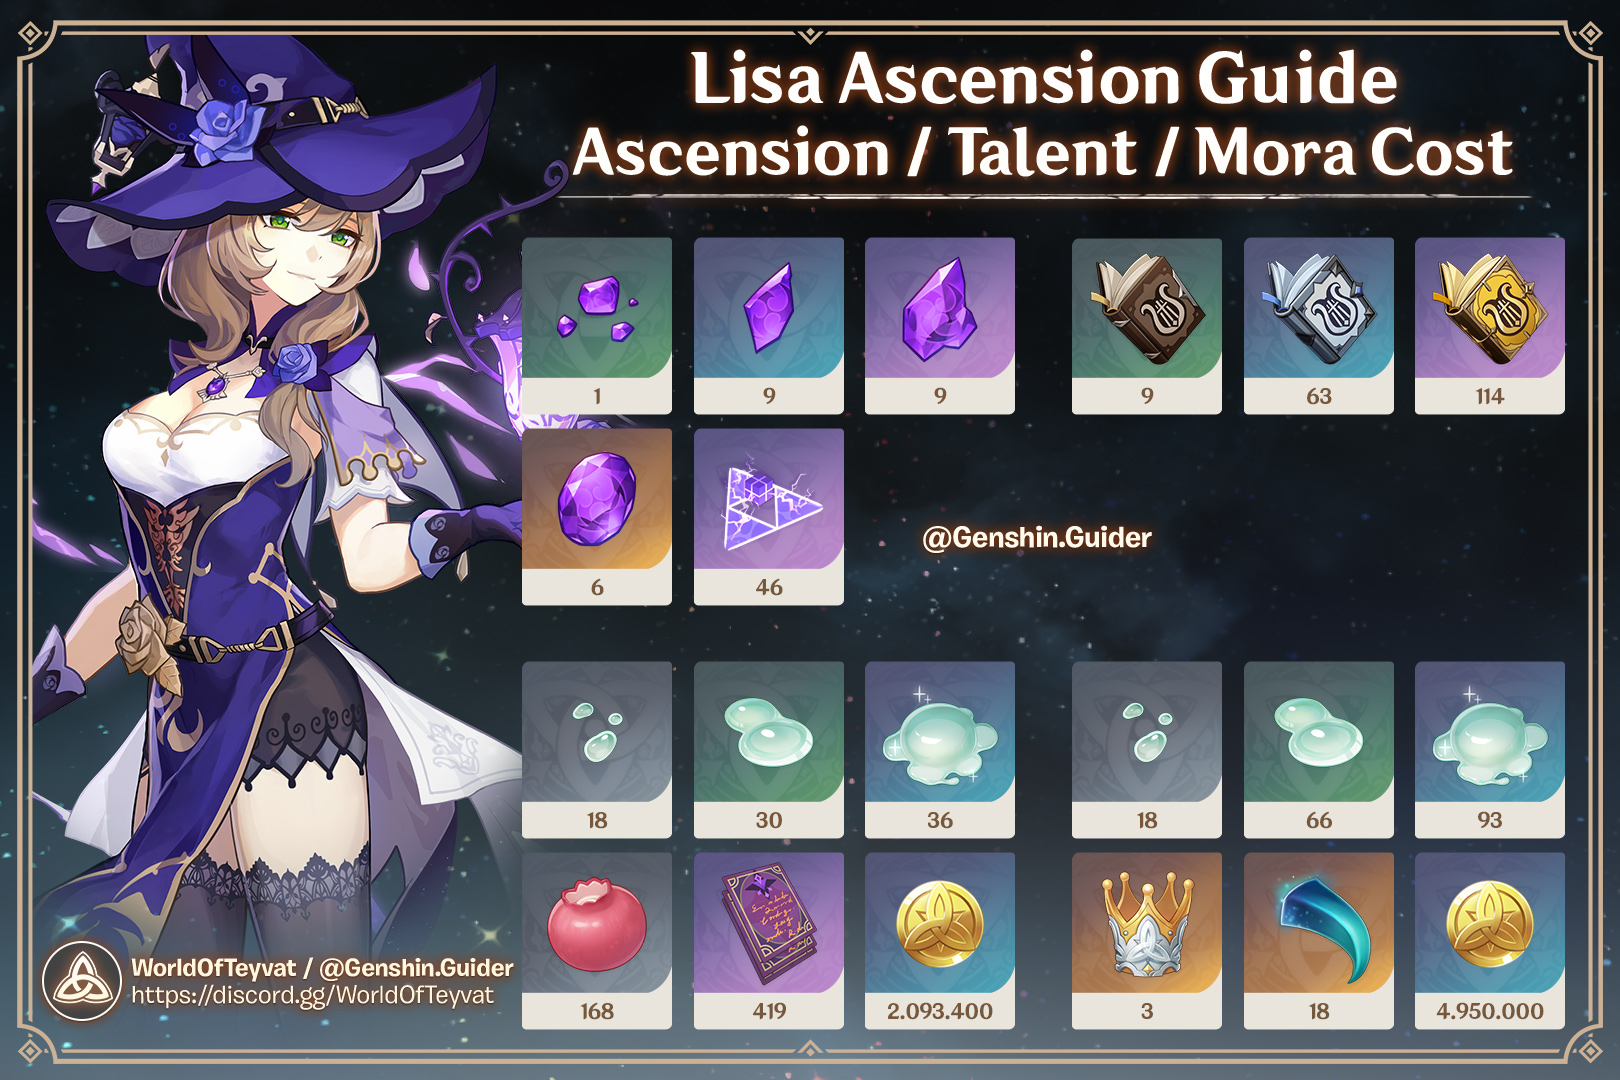 Lisa Ascension Guide
Ascension / Talent / Mora Cost
1 9 9 9 63 114
6 46
@Genshin.Guider
18 30 36 18 66 93
168 419 2.093.400 3 18 4.950.000
WorldOfTeyvat / @Genshin.Guider
https://discord.gg/WorldOfTeyvat